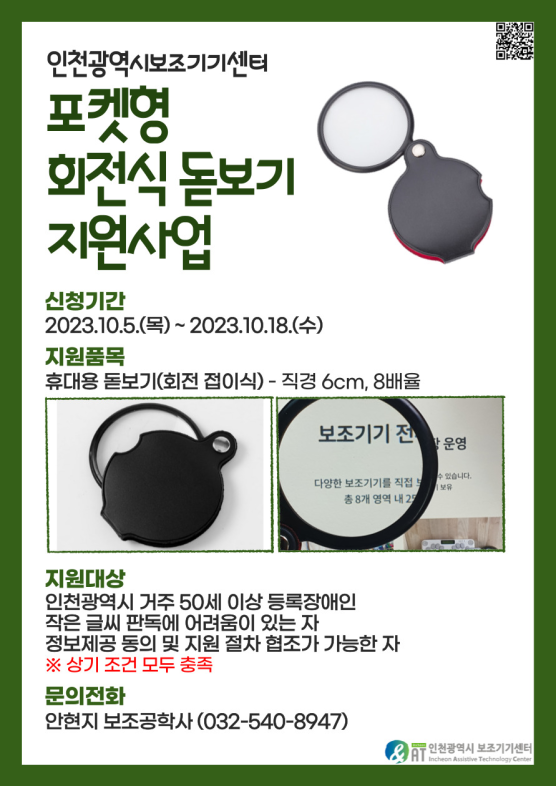 인천광역시보조기기센터
포켓형
회전식 돋보기
지원사업
신청기간
2023.10.5.(목) ~ 2023.10.18.(수)
지원품목
휴대용 돋보기(회전 접이식) - 직경 6cm, 8배율
보조기기 전
장 운영
다양한 보조기기를 직접 보
수 있습니다.
총 8개 영역 내 25
보유
지원대상
인천광역시 거주 50세 이상 등록장애인
작은 글씨 판독에 어려움이 있는 자
정보제공 동의 및 지원 절차 협조가 가능한 자
※ 상기 조건 모두 충족
문의전화
안현지 보조공학사 (032-540-8947)
&AT 인천광역시 보조기기센터
Incheon Assistive Technology Center